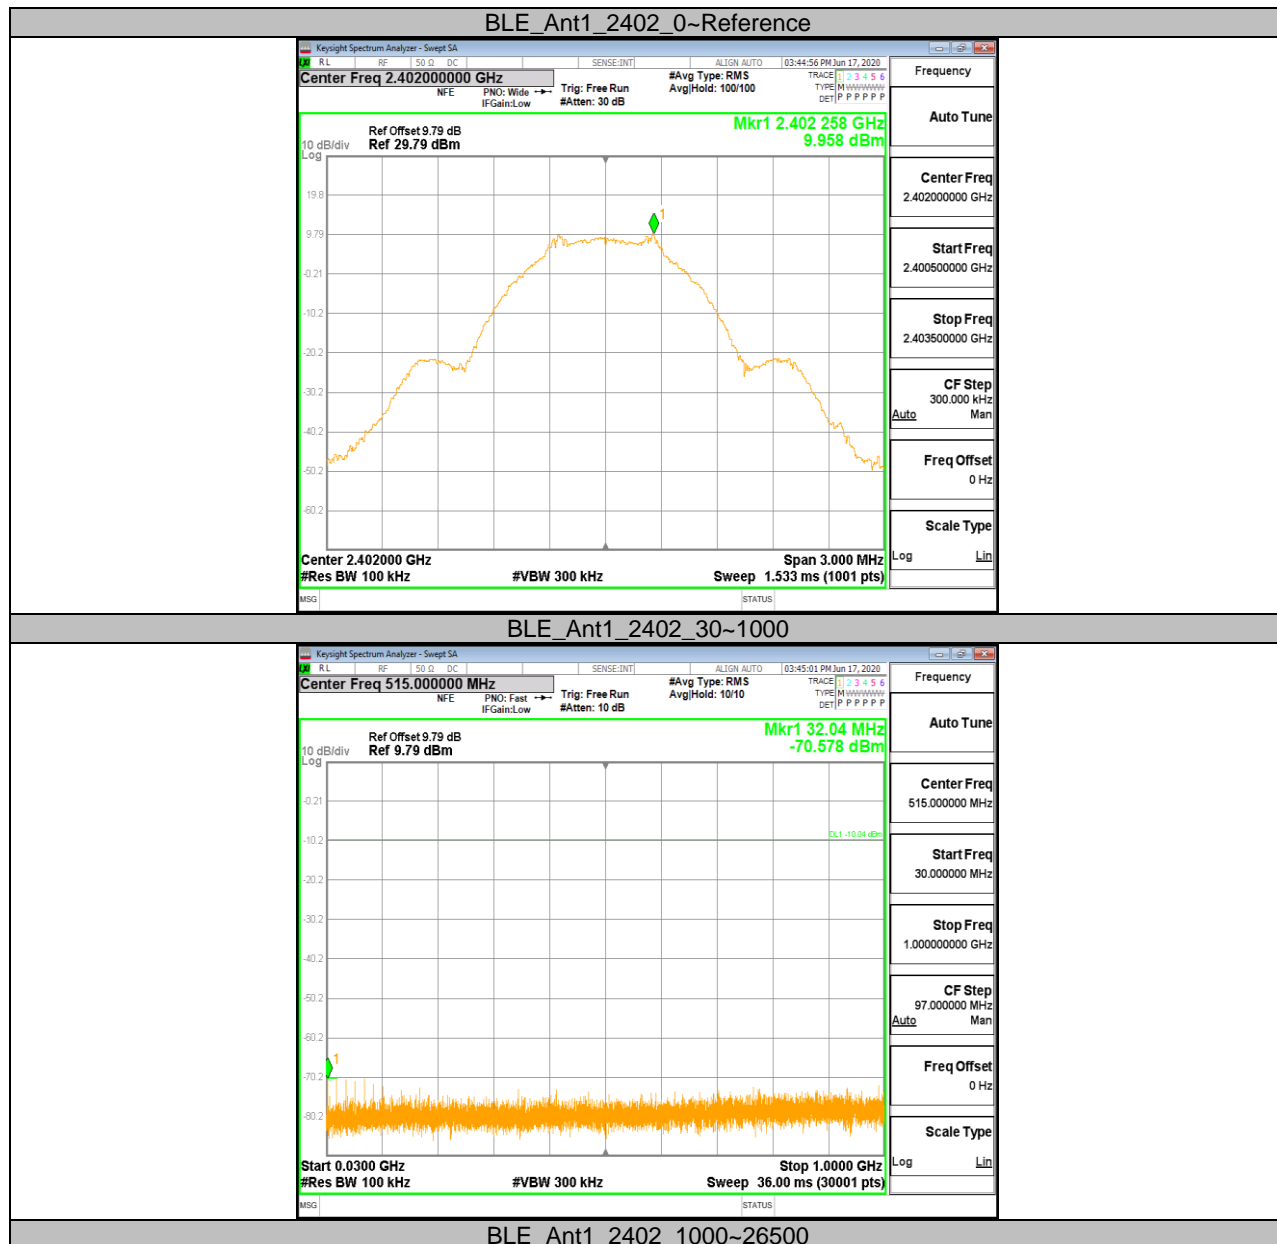 BLE_Ant1_2402_0~Reference
Keysight Spectrum Analyzer - Swept SA
RL RF 50 Ω DC SENSE:INT ALIGN AUTO 03:44:56 PM Jun 17, 2020
Center Freq 2.402000000 GHz
NFE PNO: Wide Trig: Free Run
IFGain:Low #Atten: 30 dB
#Avg Type: RMS
Avg|Hold: 100/100
TRACE 1 2 3 4 5 6
TYPE M WWWWW
DET P P P P P P
Ref Offset 9.79 dB
10 dB/div Ref 29.79 dBm
Log
Mkr1 2.402 258 GHz
9.958 dBm
19.8
9.79
-0.21
-10.2
-20.2
-30.2
-40.2
-50.2
-60.2
1
Center 2.402000 GHz Span 3.000 MHz
#Res BW 100 kHz #VBW 300 kHz Sweep 1.533 ms (1001 pts)
MSG STATUS
Frequency
Auto Tune
Center Freq
2.402000000 GHz
Start Freq
2.400500000 GHz
Stop Freq
2.403500000 GHz
CF Step
300.000 kHz
Auto Man
Freq Offset
0 Hz
Scale Type
Log Lin
BLE_Ant1_2402_30~1000
Keysight Spectrum Analyzer - Swept SA
RL RF 50 Ω DC SENSE:INT ALIGN AUTO 03:45:01 PM Jun 17, 2020
Center Freq 515.000000 MHz
NFE PNO: Fast Trig: Free Run
IFGain:Low #Atten: 10 dB
#Avg Type: RMS
Avg|Hold: 10/10
TRACE 1 2 3 4 5 6
TYPE M WWWWW
DET P P P P P P
Ref Offset 9.79 dB
10 dB/div Ref 9.79 dBm
Log
Mkr1 32.04 MHz
-70.578 dBm
-0.21
-10.2
DL1 -10.04 dBm
-20.2
-30.2
-40.2
-50.2
-60.2
-70.2
-80.2
1
Start 0.0300 GHz Stop 1.0000 GHz
#Res BW 100 kHz #VBW 300 kHz Sweep 36.00 ms (30001 pts)
MSG STATUS
Frequency
Auto Tune
Center Freq
515.000000 MHz
Start Freq
30.000000 MHz
Stop Freq
1.000000000 GHz
CF Step
97.000000 MHz
Auto Man
Freq Offset
0 Hz
Scale Type
Log Lin
BLE_Ant1_2402_1000~26500